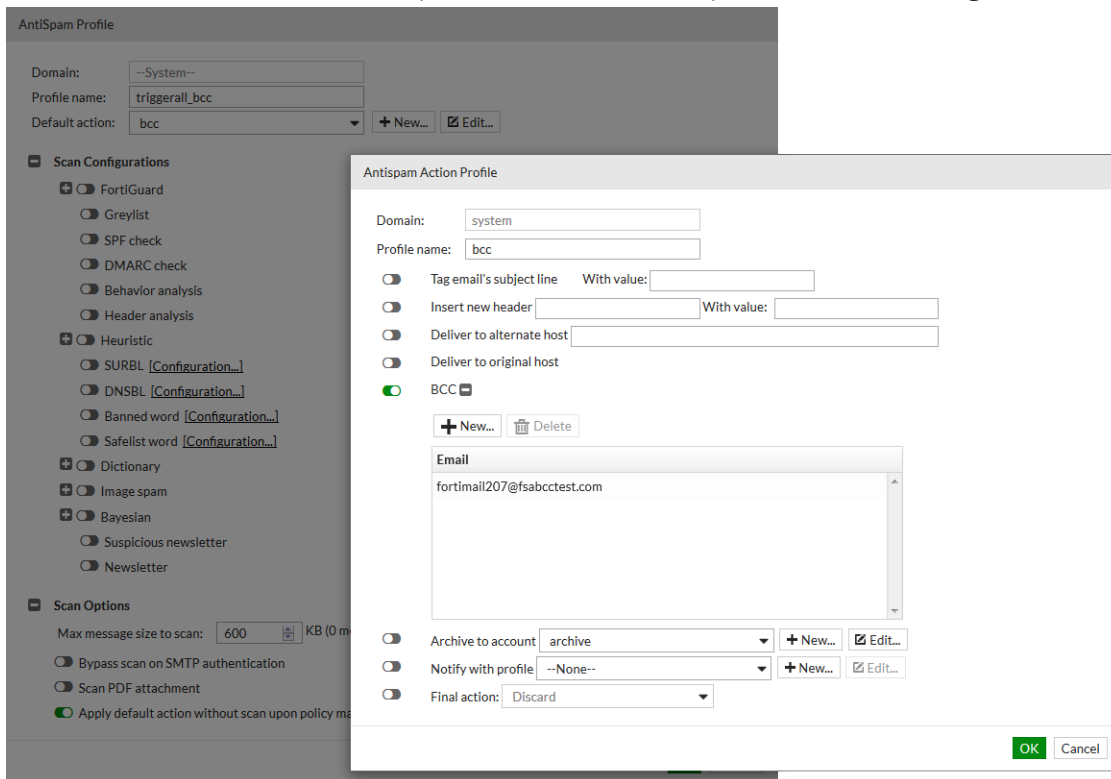 AntiSpam Profile
Domain: --System--
Profile name: triggerall_bcc
Default action: bcc New... Edit...
Scan Configurations
FortiGuard
Greylist
SPF check
DMARC check
Behavior analysis
Header analysis
Heuristic
SURBL [Configuration...]
DNSBL [Configuration...]
Banned word [Configuration...]
Safelist word [Configuration...]
Dictionary
Image spam
Bayesian
Suspicious newsletter
Newsletter
Scan Options
Max message size to scan: 600 KB (0 m
Bypass scan on SMTP authentication
Scan PDF attachment
Apply default action without scan upon policy ma
Antispam Action Profile
Domain: system
Profile name: bcc
Tag email's subject line With value:
Insert new header With value:
Deliver to alternate host
Deliver to original host
BCC
New... Delete
Email
fortimail207@fsabcctest.com
Archive to account archive New... Edit...
Notify with profile --None-- New... Edit...
Final action: Discard
OK Cancel